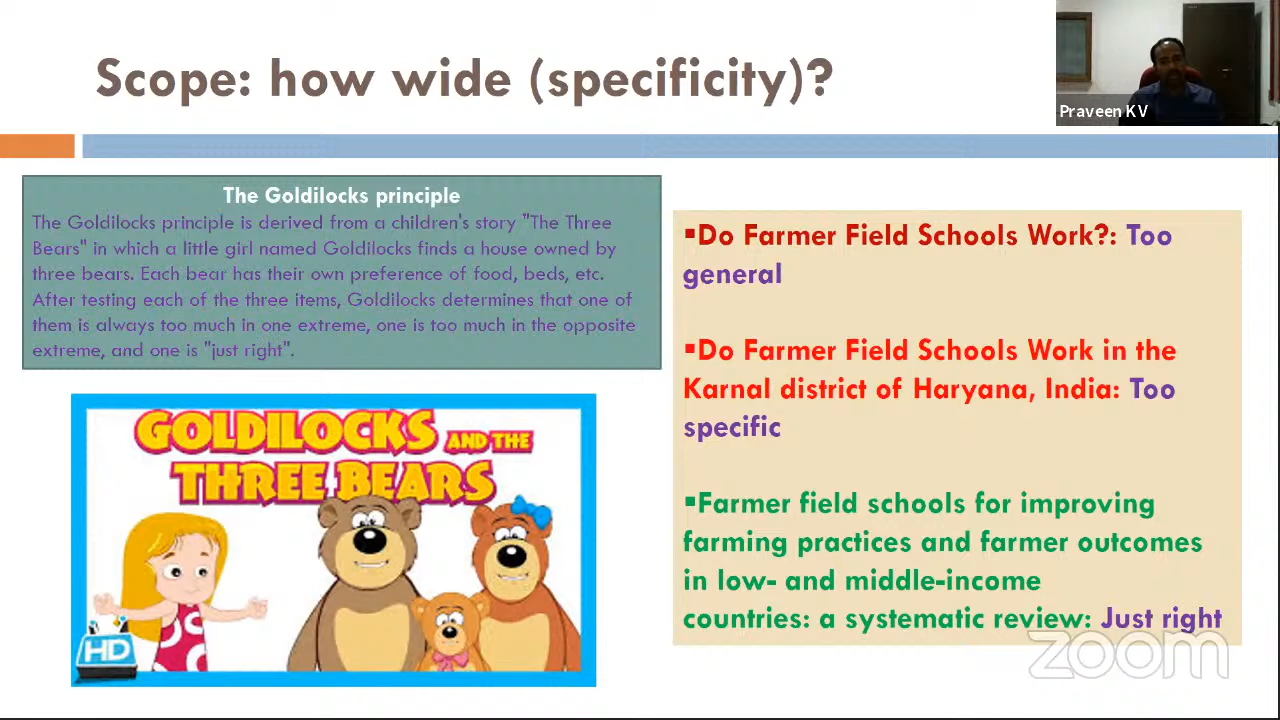 Scope: how wide (specificity)?
Praveen K V
The Goldilocks principle
The Goldilocks principle is derived from a children's story "The Three
Bears" in which a little girl named Goldilocks finds a house owned by
three bears. Each bear has their own preference of food, beds, etc.
After testing each of the three items, Goldilocks determines that one of
them is always too much in one extreme, one is too much in the opposite
extreme, and one is "just right".
GOLDILOCKS AND THE
THREE BEARS
HD
▪Do Farmer Field Schools Work?: Too
general
▪Do Farmer Field Schools Work in the
Karnal district of Haryana, India: Too
specific
▪Farmer field schools for improving
farming practices and farmer outcomes
in low- and middle-income
countries: a systematic review: Just right
zoom